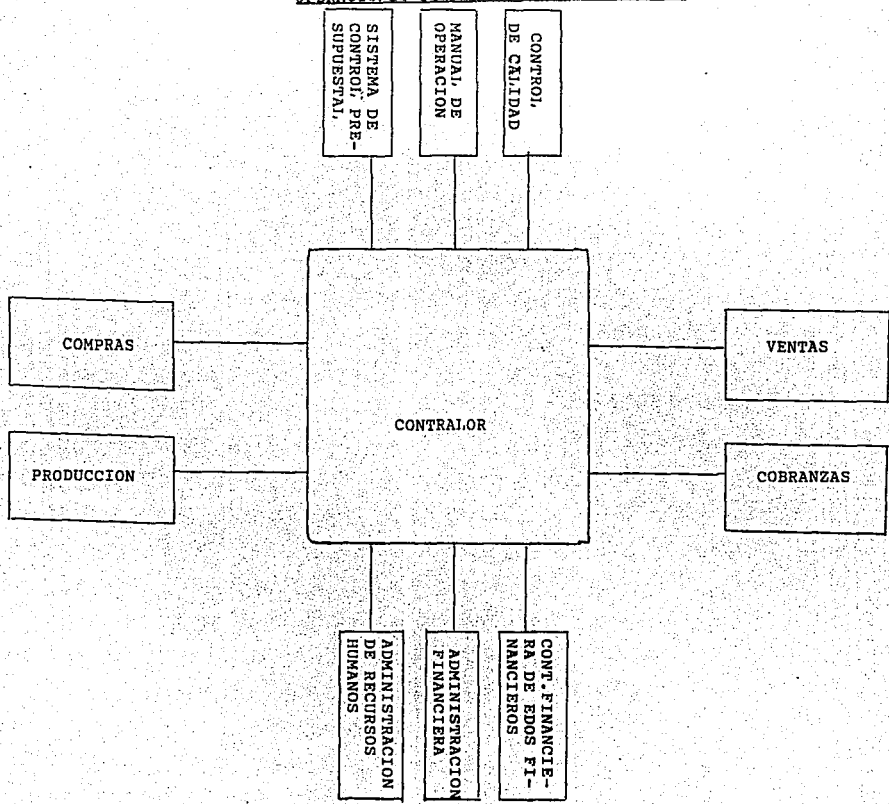 SISTEMA DE
CONTROL PRE-
SUPUESTAL
MANUAL DE
OPERACION
CONTROL
DE CALIDAD
COMPRAS
VENTAS
CONTRALOR
PRODUCCION
COBRANZAS
ADMINISTRACION
DE RECURSOS
HUMANOS
ADMINISTRACION
FINANCIERA
CONT.FINANCIE-
RA DE EDOS FI-
NANCIEROS